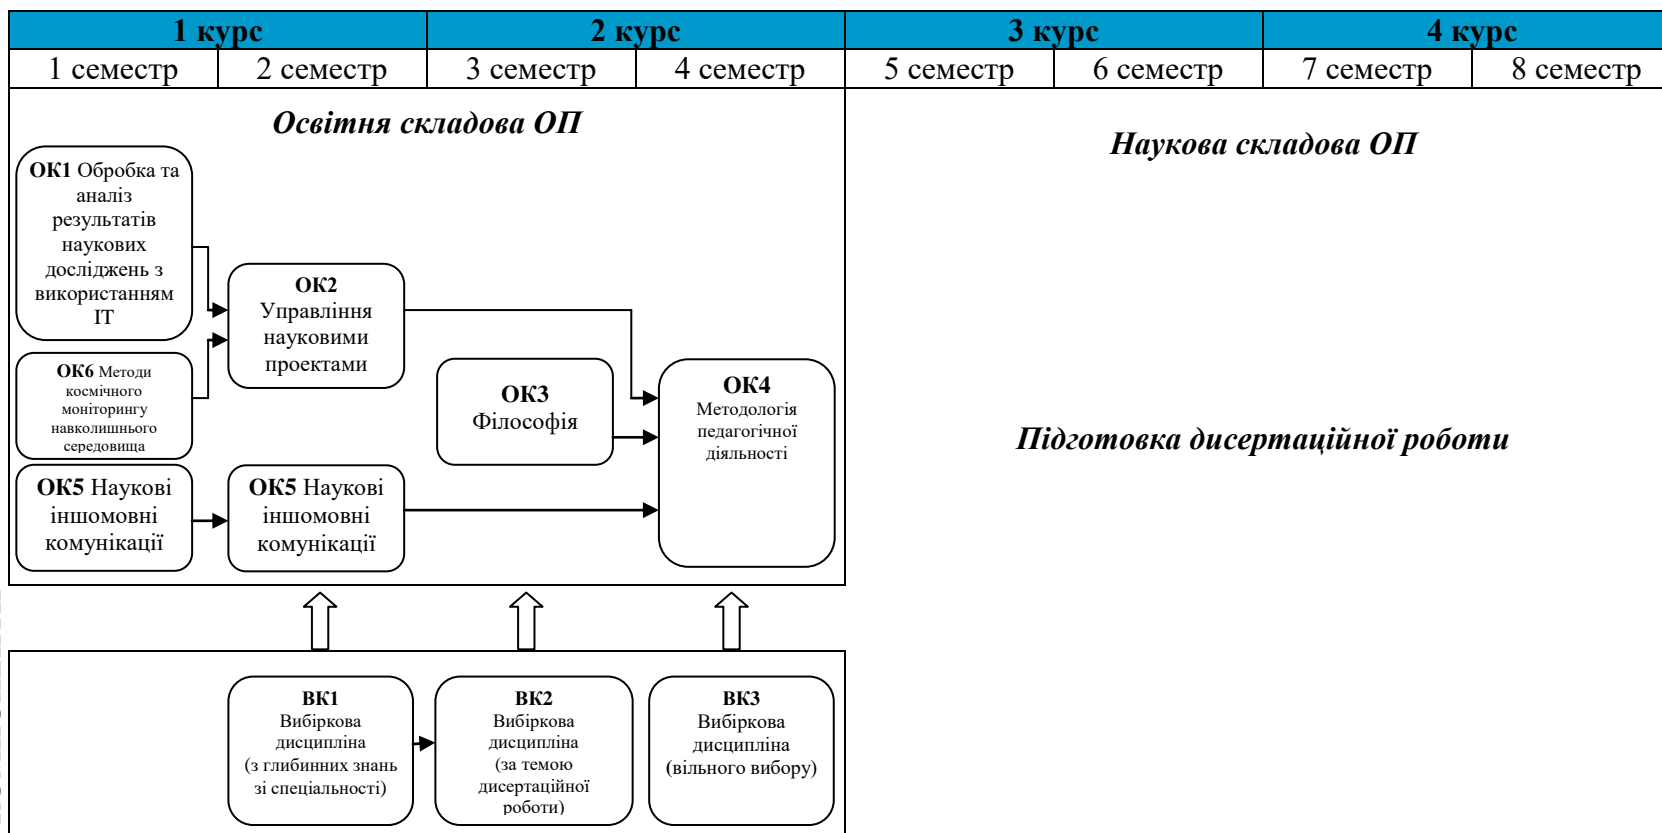 1 курс 2 курс 3 курс 4 курс
1 семестр 2 семестр 3 семестр 4 семестр 5 семестр 6 семестр 7 семестр 8 семестр
Освітня складова ОП
Наукова складова ОП
ОК1 Обробка та
аналіз
результатів
наукових
досліджень з
використанням
ІТ
ОК6 Методи
космічного
моніторингу
навколишнього
середовища
ОК5 Наукові
іншомовні
комунікації
ОК2
Управління
науковими
проектами
ОК5 Наукові
іншомовні
комунікації
ОК3
Філософія
ОК4
Методологія
педагогічної
діяльності
Підготовка дисертаційної роботи
ВК1
Вибіркова
дисципліна
(з глибинних знань
зі спеціальності)
ВК2
Вибіркова
дисципліна
(за темою
дисертаційної
роботи)
ВК3
Вибіркова
дисципліна
(вільного вибору)